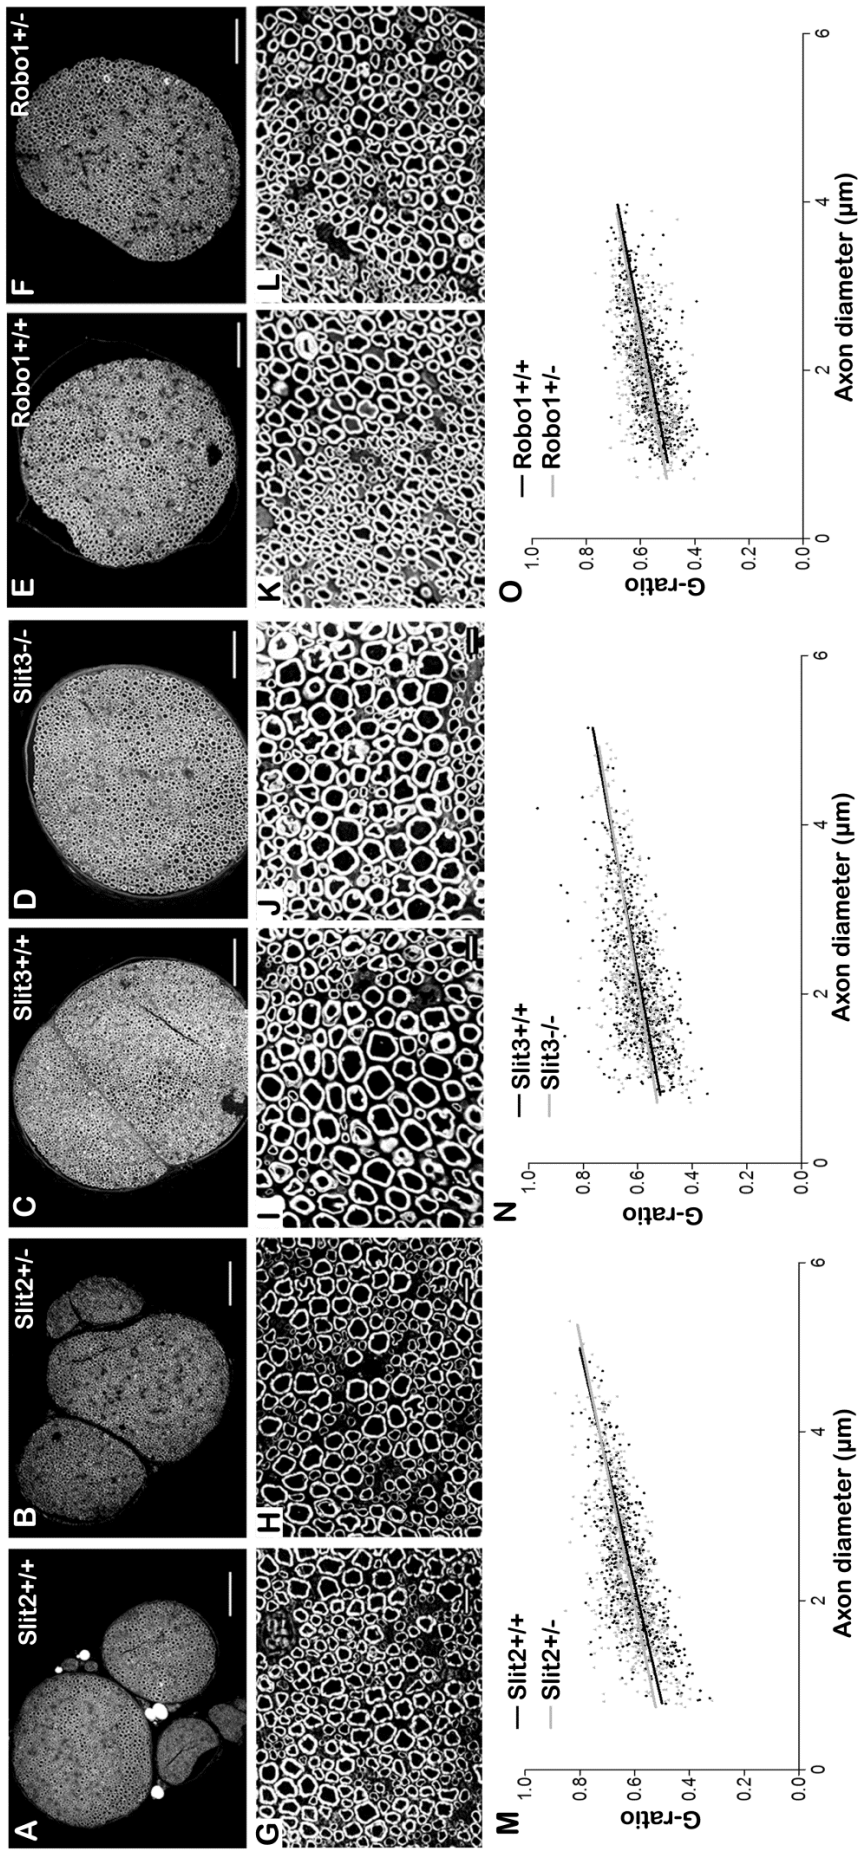 A Slit2+/+
B Slit2+/-
C Slit3+/+
D Slit3-/-
E Robo1+/+
F Robo1+/-
G
H
I
J
K
L
M
Slit2+/+
Slit2+/-
G-ratio
1.0
0.8
0.6
0.4
0.2
0.0
0 2 4 6
Axon diameter (µm)
N
Slit3+/+
Slit3-/-
G-ratio
1.0
0.8
0.6
0.4
0.2
0.0
0 2 4 6
Axon diameter (µm)
O
Robo1+/+
Robo1+/-
G-ratio
1.0
0.8
0.6
0.4
0.2
0.0
0 2 4 6
Axon diameter (µm)